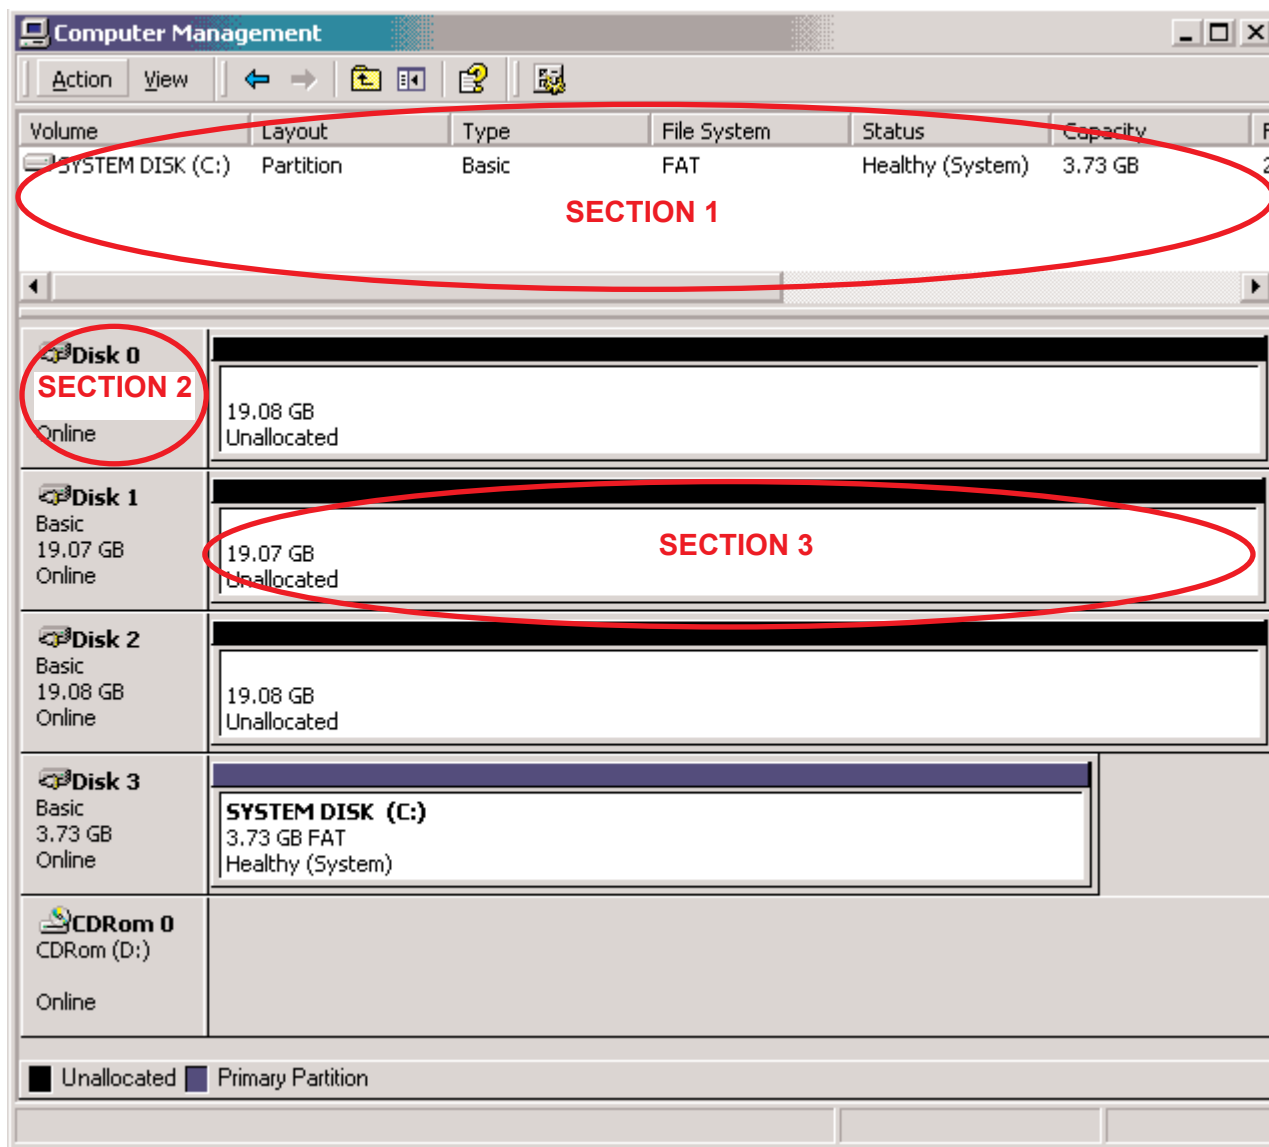 Computer Management
Action View
Volume Layout Type File System Status Capacity F
SYSTEM DISK (C:) Partition Basic FAT Healthy (System) 3.73 GB 2
SECTION 1
Disk 0
SECTION 2
Online
19.08 GB
Unallocated
Disk 1
Basic
19.07 GB
Online
19.07 GB
Unallocated
SECTION 3
Disk 2
Basic
19.08 GB
Online
19.08 GB
Unallocated
Disk 3
Basic
3.73 GB
Online
SYSTEM DISK (C:)
3.73 GB FAT
Healthy (System)
CDRom 0
CDRom (D:)
Online
Unallocated Primary Partition